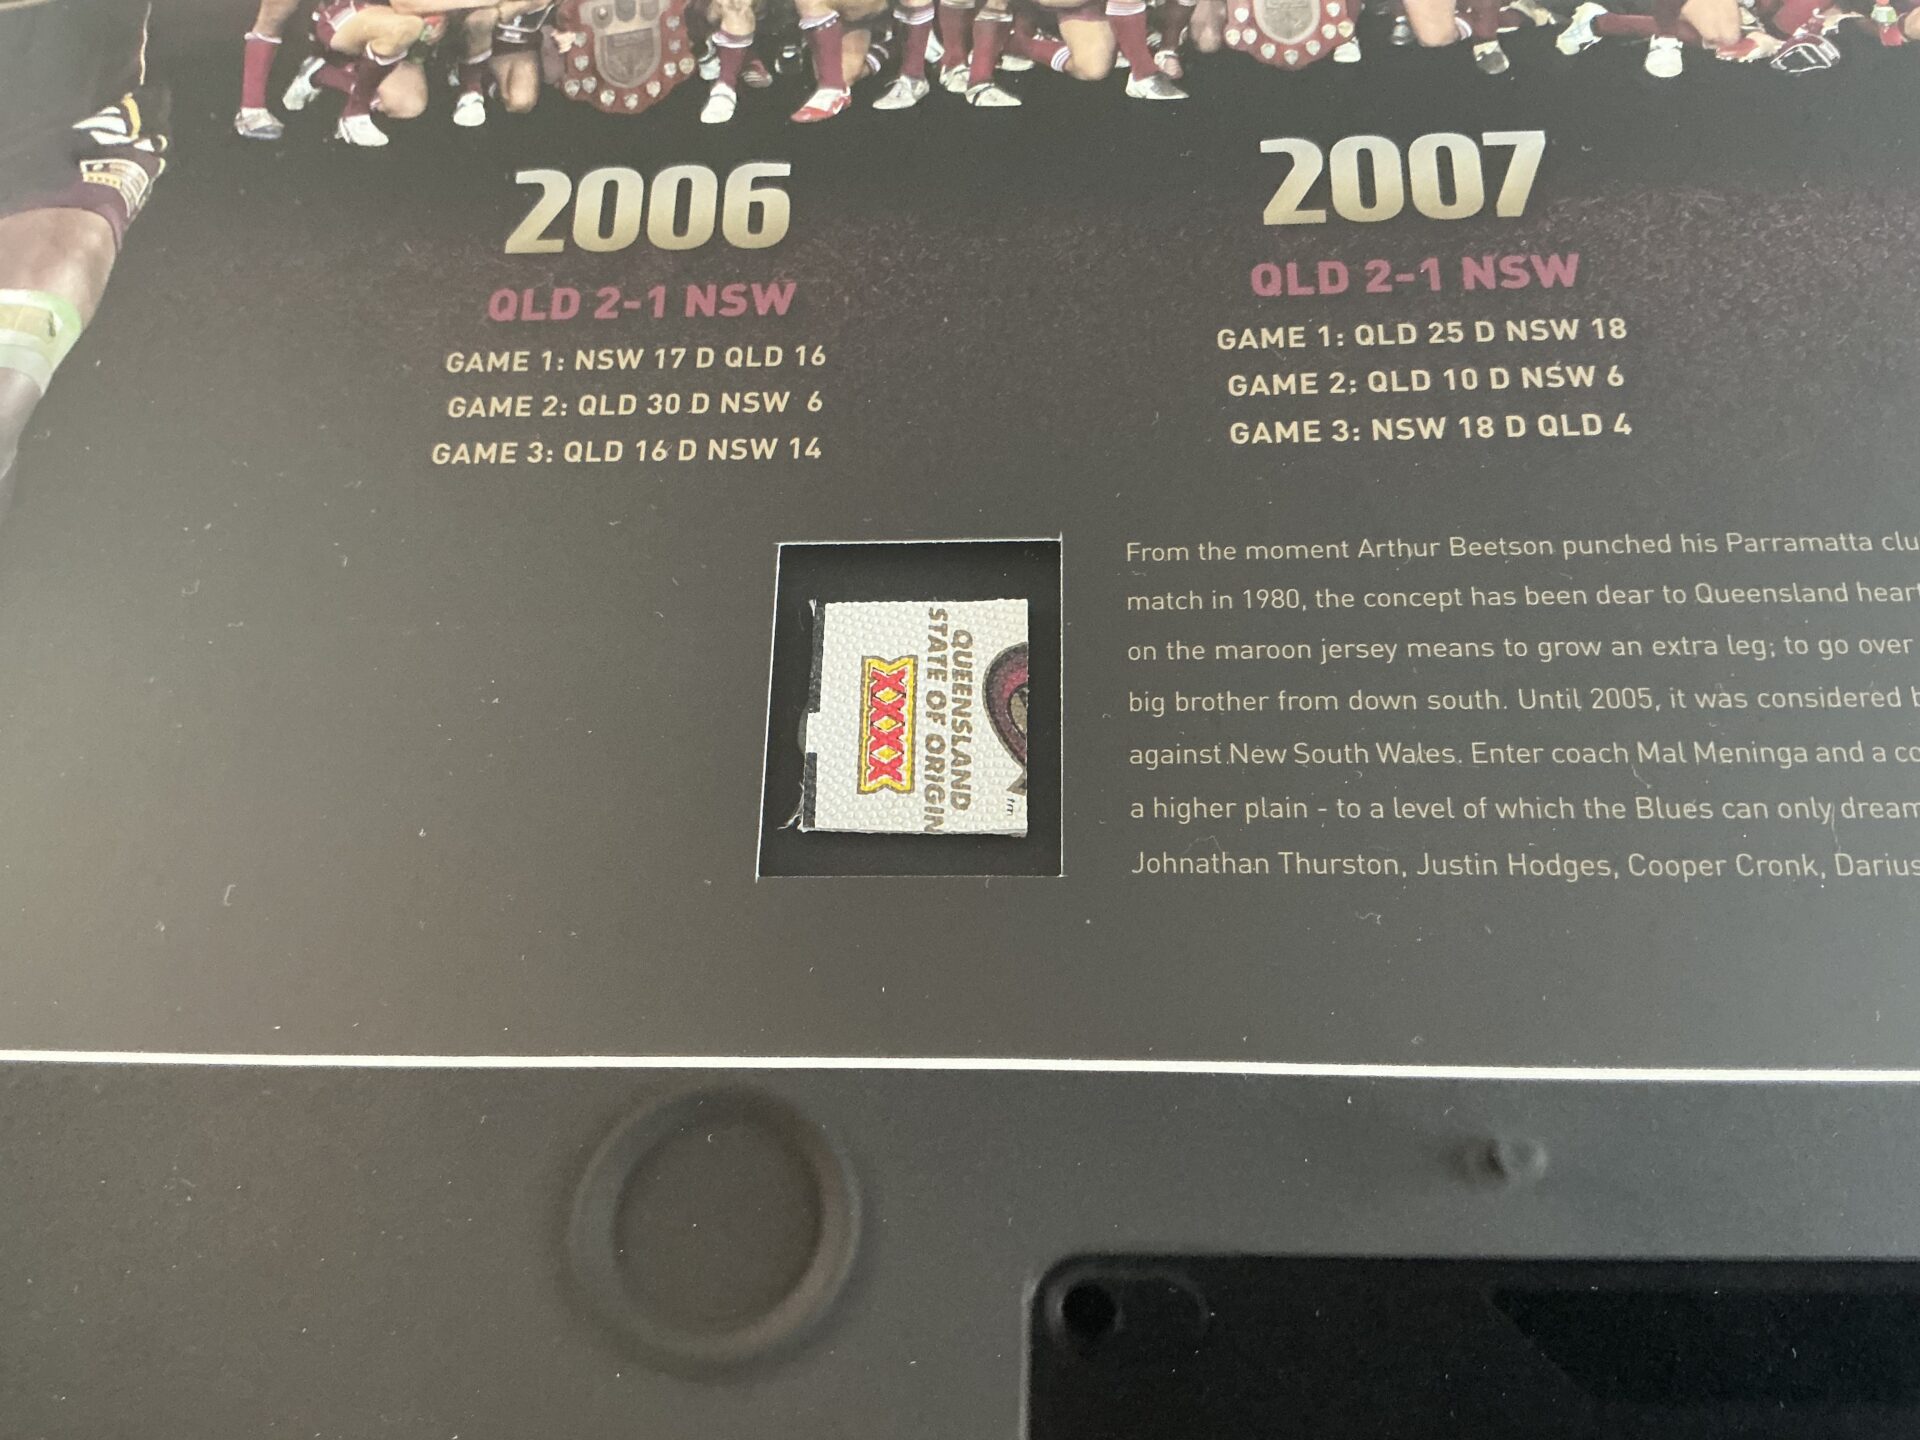 2006
QLD 2-1 NSW
GAME 1: NSW 17 D QLD 16
GAME 2: QLD 30 D NSW 6
GAME 3: QLD 16 D NSW 14
2007
QLD 2-1 NSW
GAME 1: QLD 25 D NSW 18
GAME 2: QLD 10 D NSW 6
GAME 3: NSW 18 D QLD 4
QUEENSLAND
STATE OF ORIGIN
XXXX
TM
From the moment Arthur Beetson punched his Parramatta clu
match in 1980, the concept has been dear to Queensland heart
on the maroon jersey means to grow an extra leg; to go over
big brother from down south. Until 2005, it was considered b
against New South Wales. Enter coach Mal Meninga and a co
a higher plain - to a level of which the Blues can only dream
Johnathan Thurston, Justin Hodges, Cooper Cronk, Darius